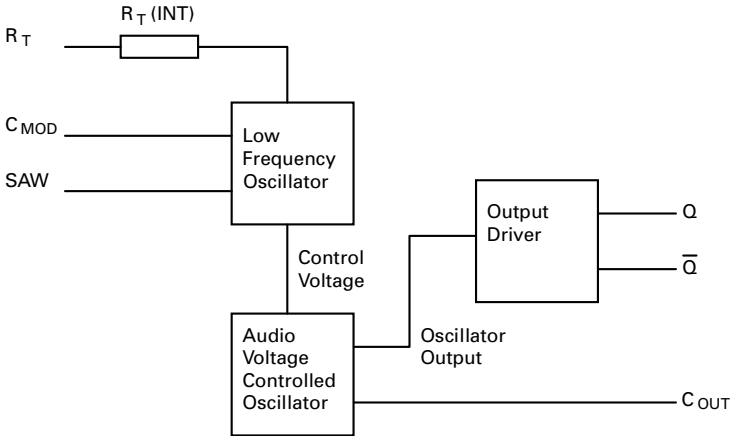 R T (INT)
R T
C MOD
SAW
Low
Frequency
Oscillator
Control
Voltage
Audio
Voltage
Controlled
Oscillator
Oscillator
Output
Output
Driver
Q
Q̅
C OUT